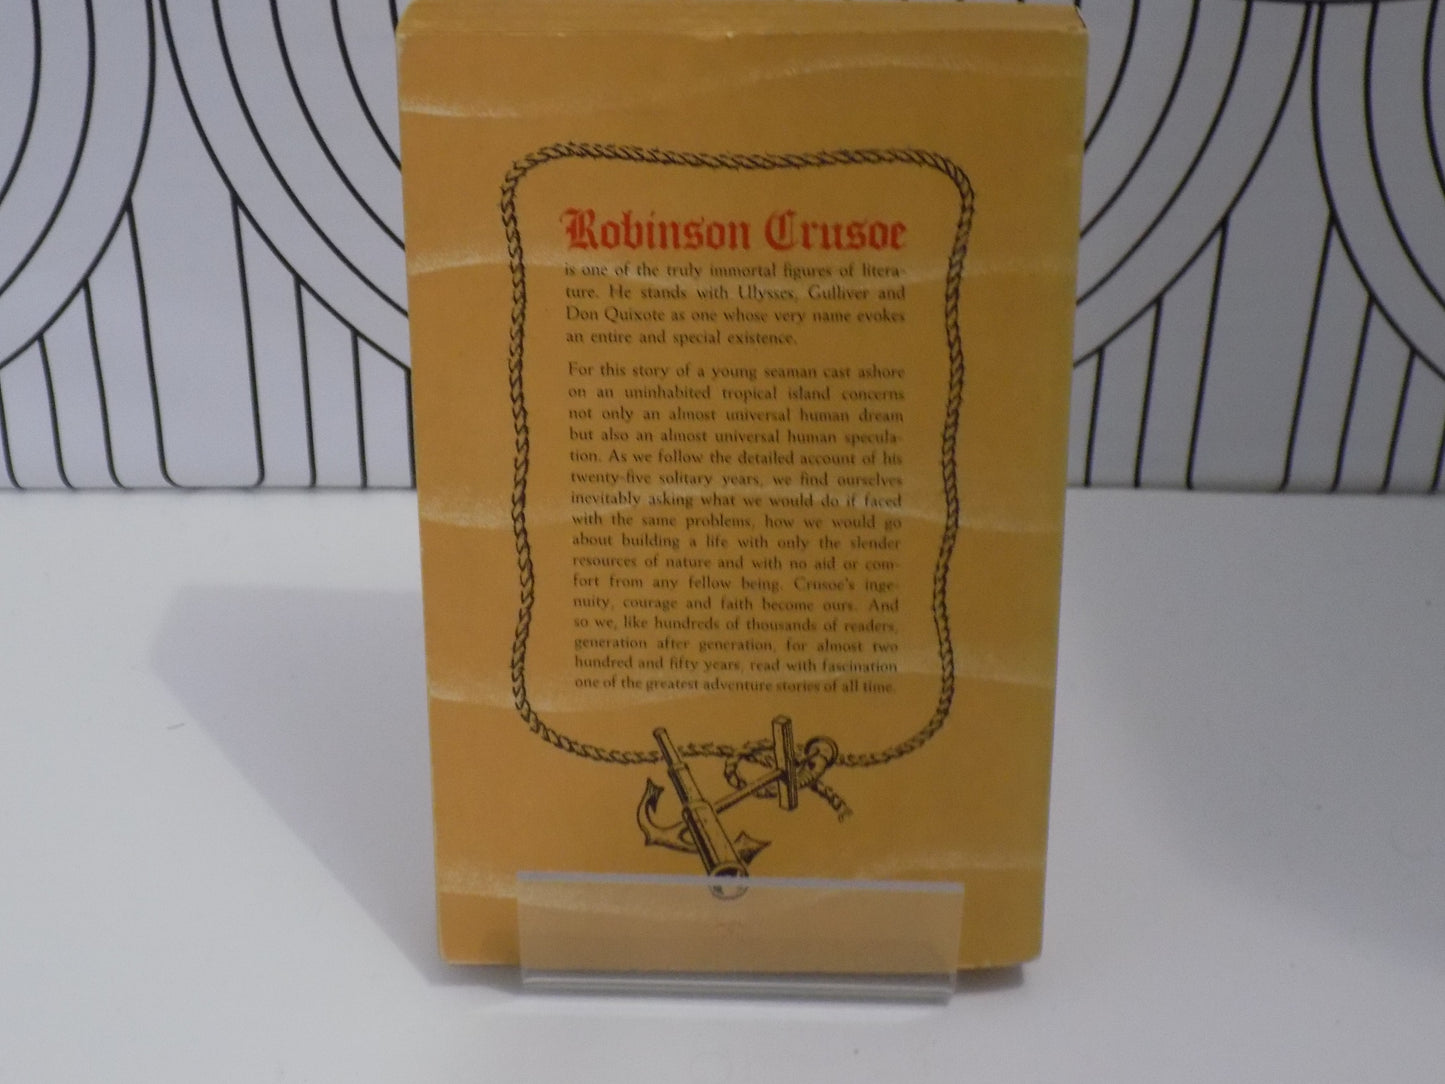 Robinson Crusoe
is one of the truly immortal figures of litera-
ture. He stands with Ulysses, Gulliver and
Don Quixote as one whose very name evokes
an entire and special existence.
For this story of a young seaman cast ashore
on an uninhabited tropical island concerns
not only an almost universal human dream
but also an almost universal human specula-
tion. As we follow the detailed account of his
twenty-five solitary years, we find ourselves
inevitably asking what we would do if faced
with the same problems, how we would go
about building a life with only the slender
resources of nature and with no aid or com-
fort from any fellow being. Crusoe's inge-
nuity, courage and faith become ours. And
so we, like hundreds of thousands of readers,
generation after generation, for almost two
hundred and fifty years, read with fascination
one of the greatest adventure stories of all time.